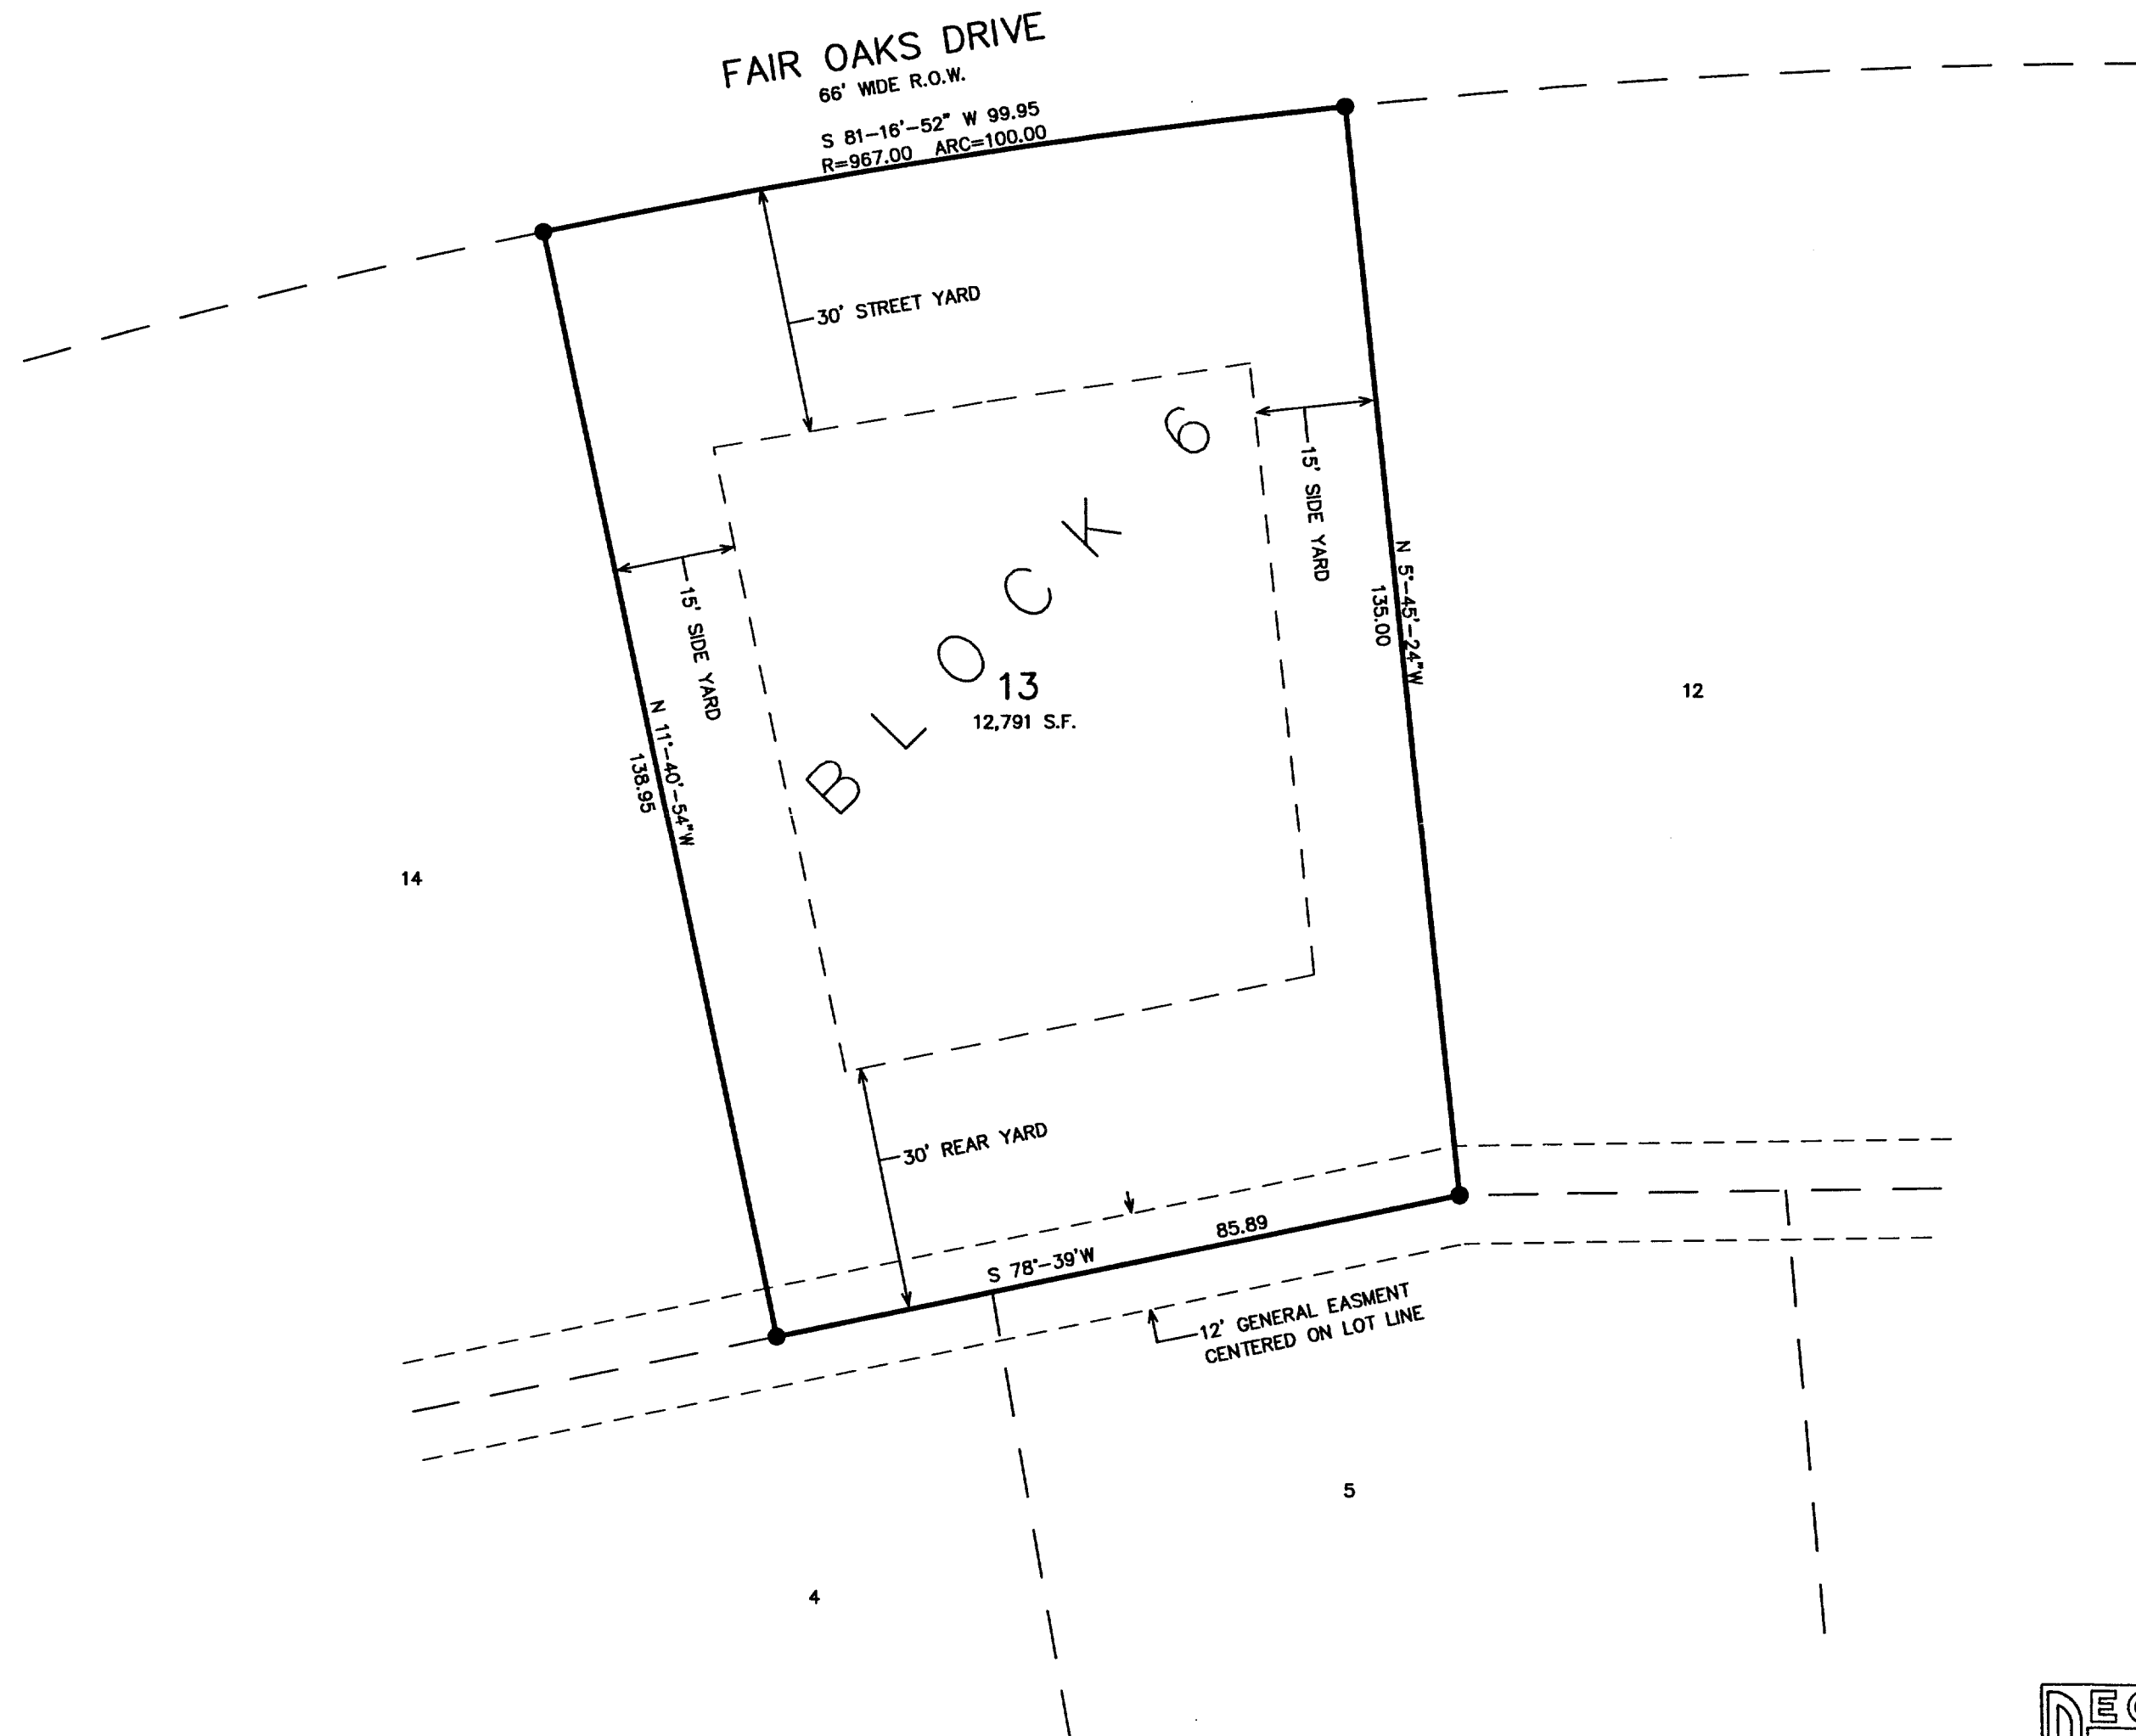 FAIR OAKS DRIVE
66' WIDE R.O.W.
S 81-16'-52" W 99.95
R=967.00 ARC=100.00
30' STREET YARD
BLOCK 6
15' SIDE YARD
N 5°-45'-24"W
135.00
15' SIDE YARD
13
12,791 S.F.
12
N 11°-40'-54"W
138.95
14
30' REAR YARD
85.89
S 78°-39'W
12' GENERAL EASMENT
CENTERED ON LOT LINE
5
4